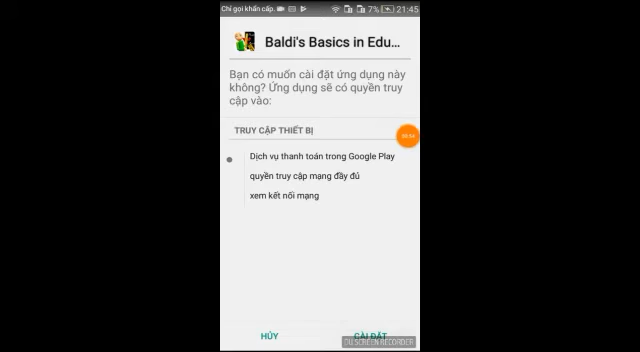 Chỉ gọi khẩn cấp. 7% 21:45
Baldi's Basics in Edu...
Bạn có muốn cài đặt ứng dụng này
không? Ứng dụng sẽ có quyền truy
cập vào:
TRUY CẬP THIẾT BỊ
Dịch vụ thanh toán trong Google Play
quyền truy cập mạng đầy đủ
xem kết nối mạng
HỦY CÀI ĐẶT
DU SCREEN RECORDER